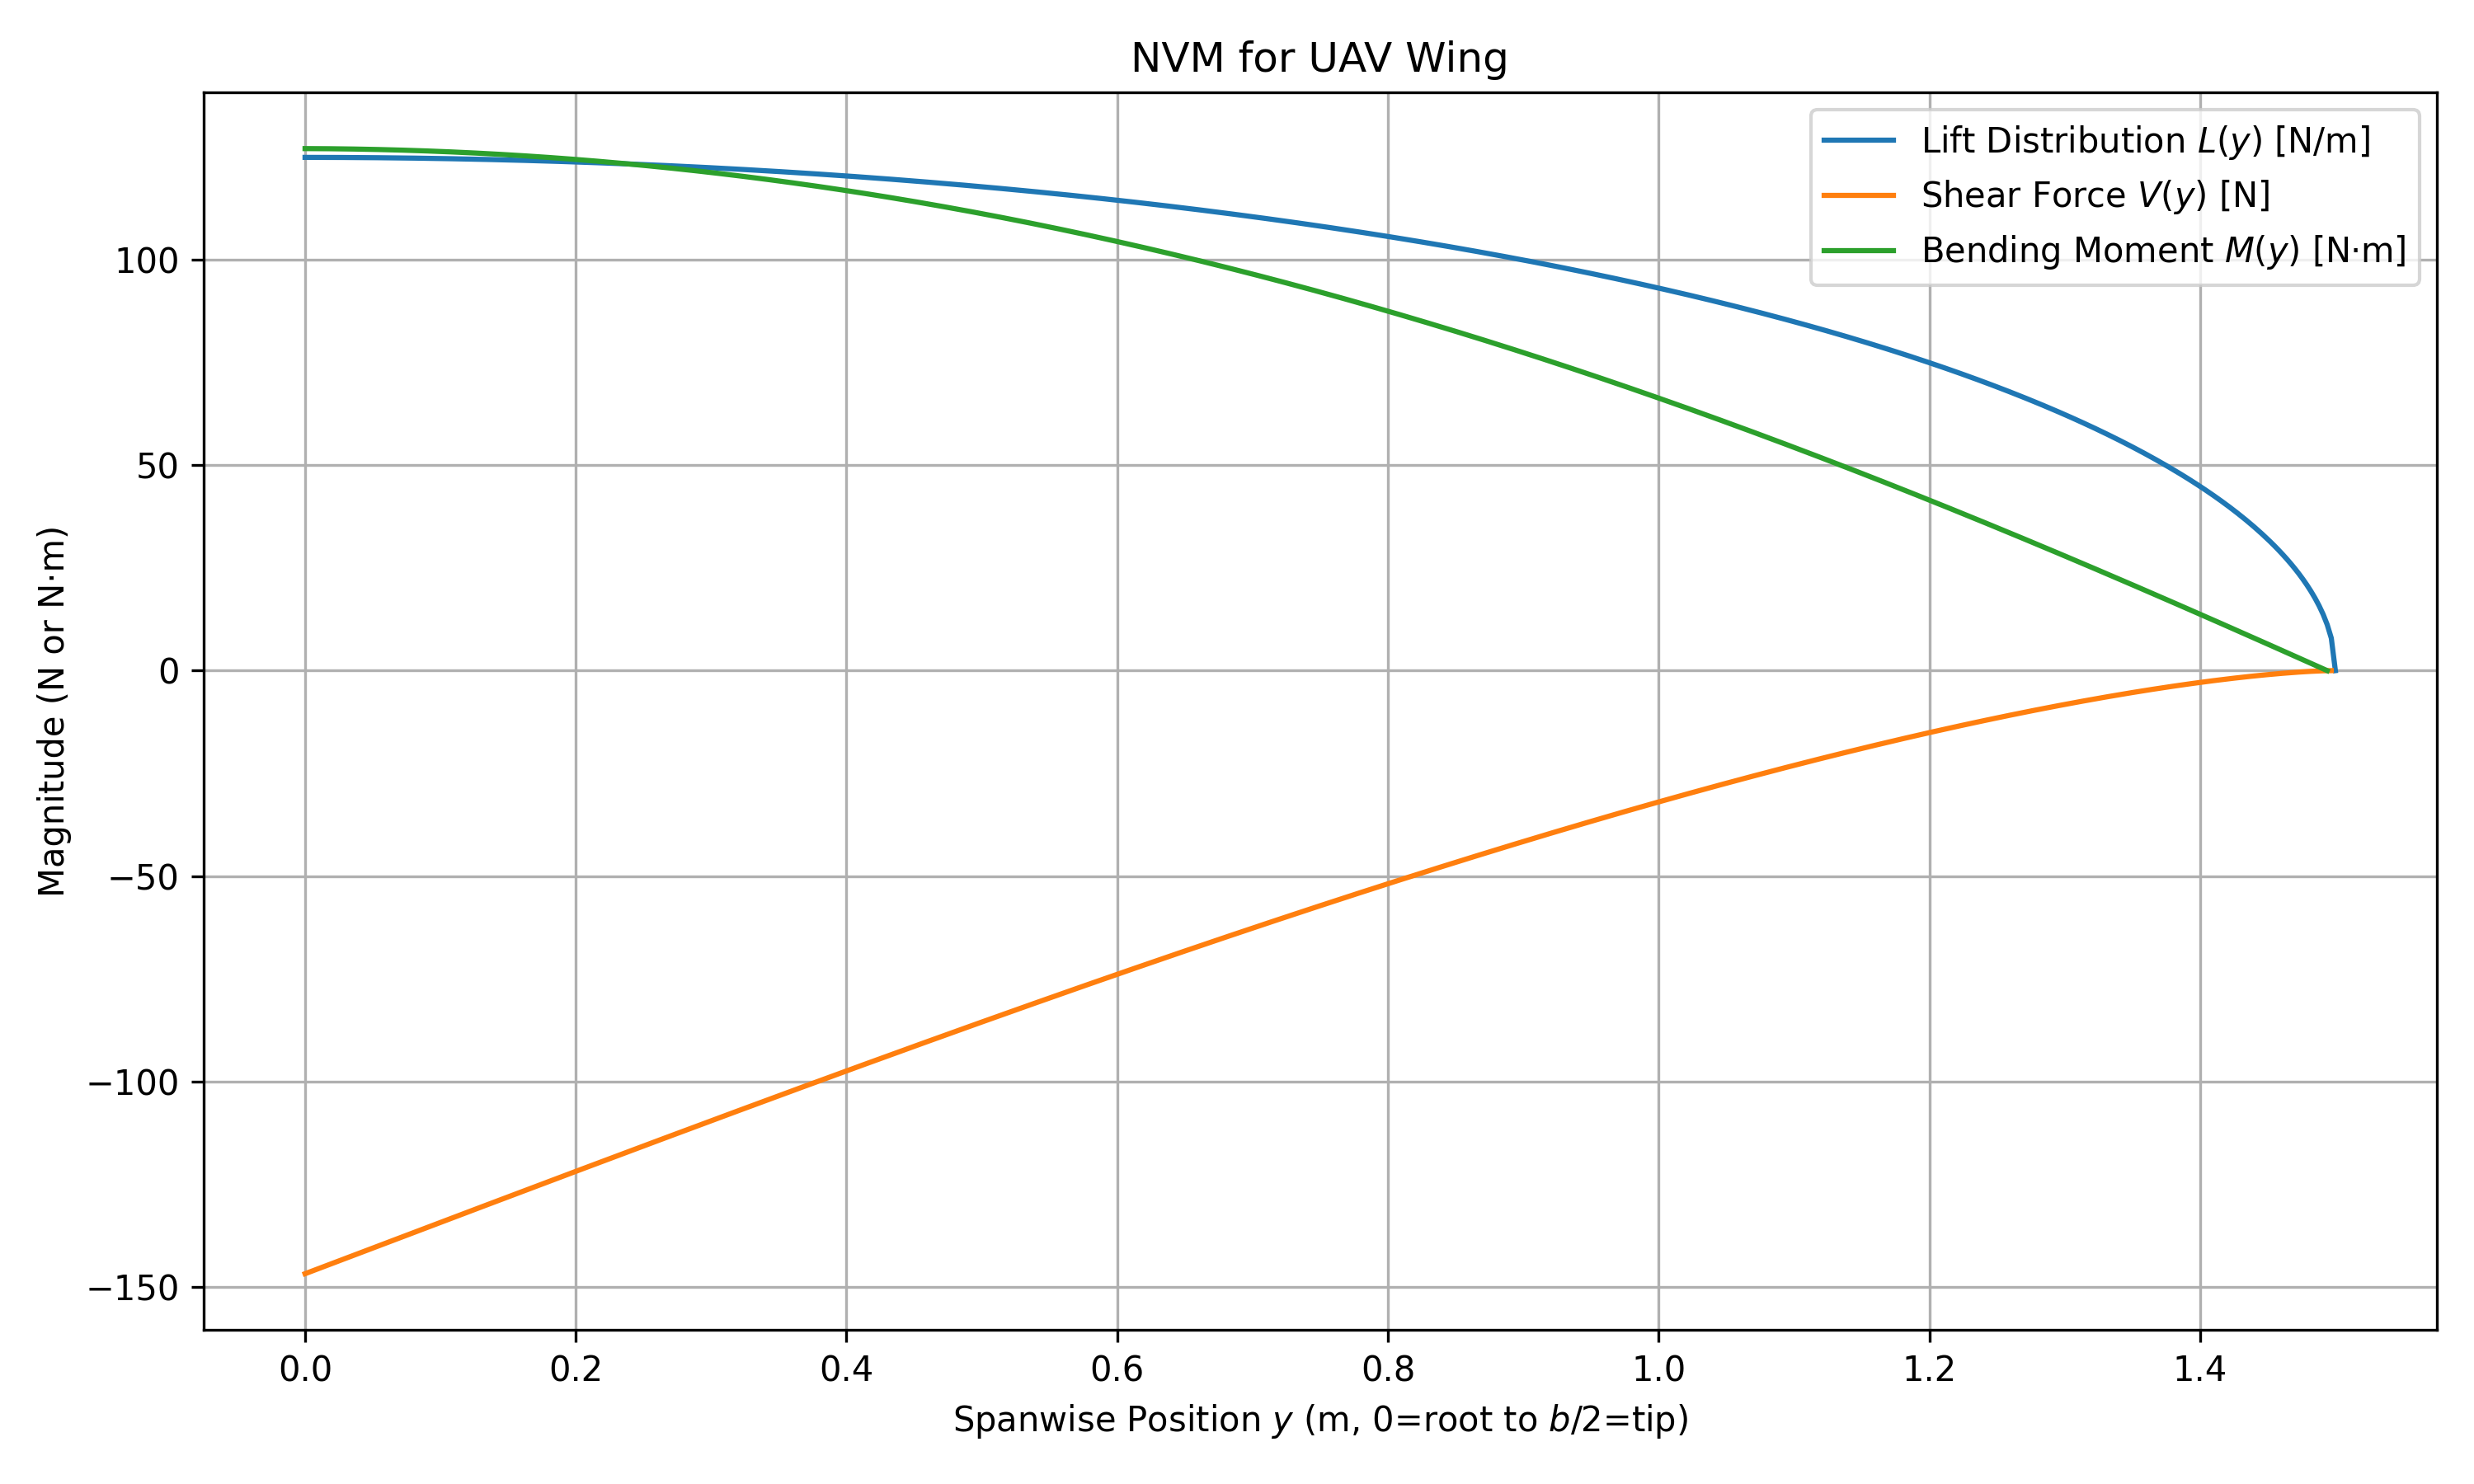 NVM for UAV Wing
Lift Distribution L(y) [N/m]
Shear Force V(y) [N]
Bending Moment M(y) [N·m]
Magnitude (N or N·m)
100
50
0
−50
−100
−150
0.0 0.2 0.4 0.6 0.8 1.0 1.2 1.4
Spanwise Position y (m, 0=root to b/2=tip)